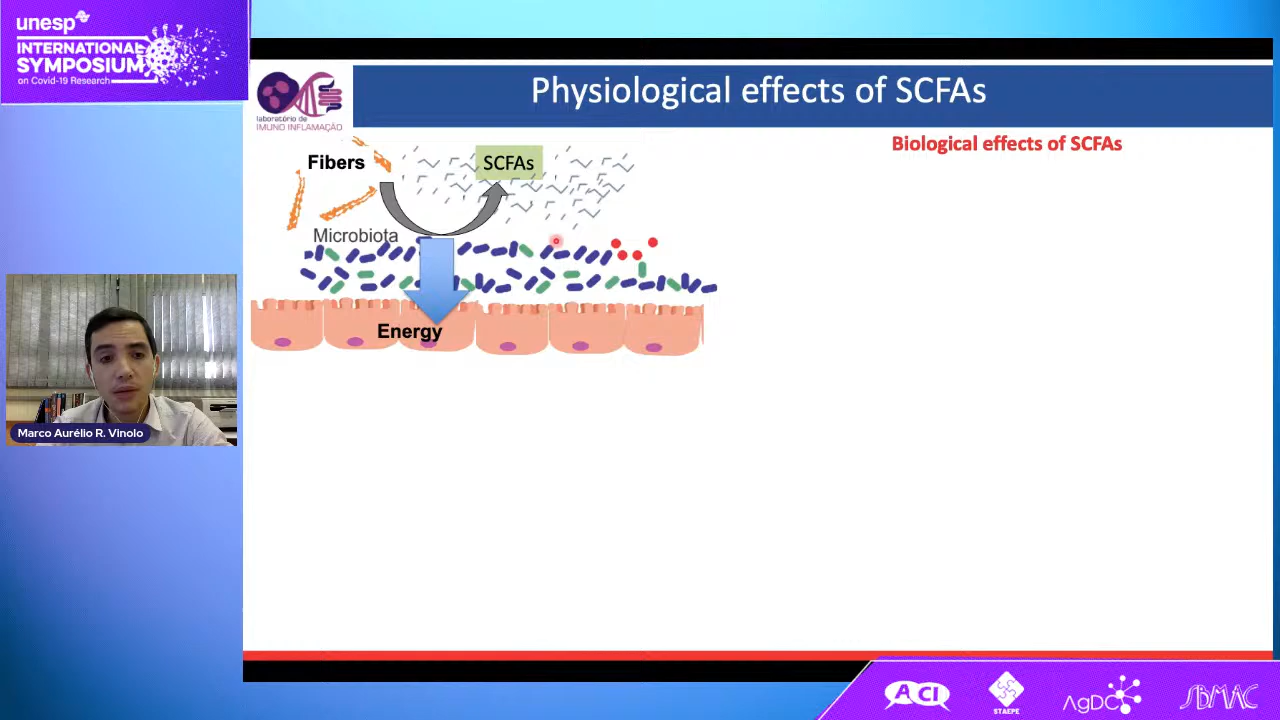 unesp
INTERNATIONAL
SYMPOSIUM
on Covid-19 Research
laboratório de
IMUNO INFLAMAÇÃO
Physiological effects of SCFAs
Biological effects of SCFAs
Fibers
SCFAs
Microbiota
Energy
Marco Aurélio R. Vinolo
ACI
STAEPE
AgDC
SBMAC